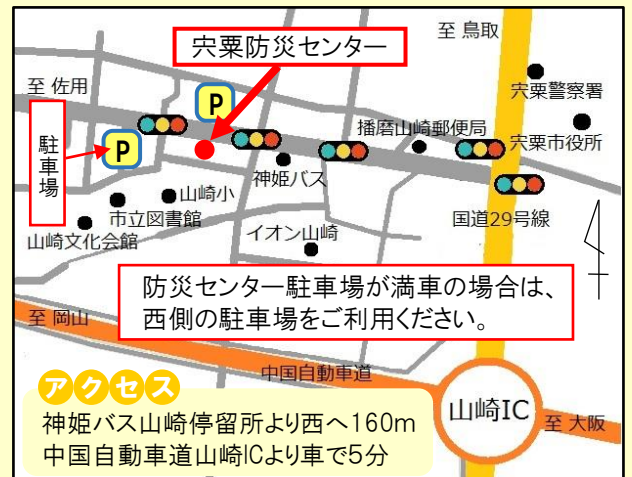 宍粟防災センター
至 鳥取
至 佐用
P
宍粟警察署
駐車場
P
播磨山崎郵便局
宍粟市役所
神姫バス
山崎小
市立図書館
山崎文化会館
イオン山崎
国道29号線
防災センター駐車場が満車の場合は、
西側の駐車場をご利用ください。
至 岡山
中国自動車道
アクセス
山崎IC
至 大阪
神姫バス山崎停留所より西へ160m
中国自動車道山崎ICより車で5分